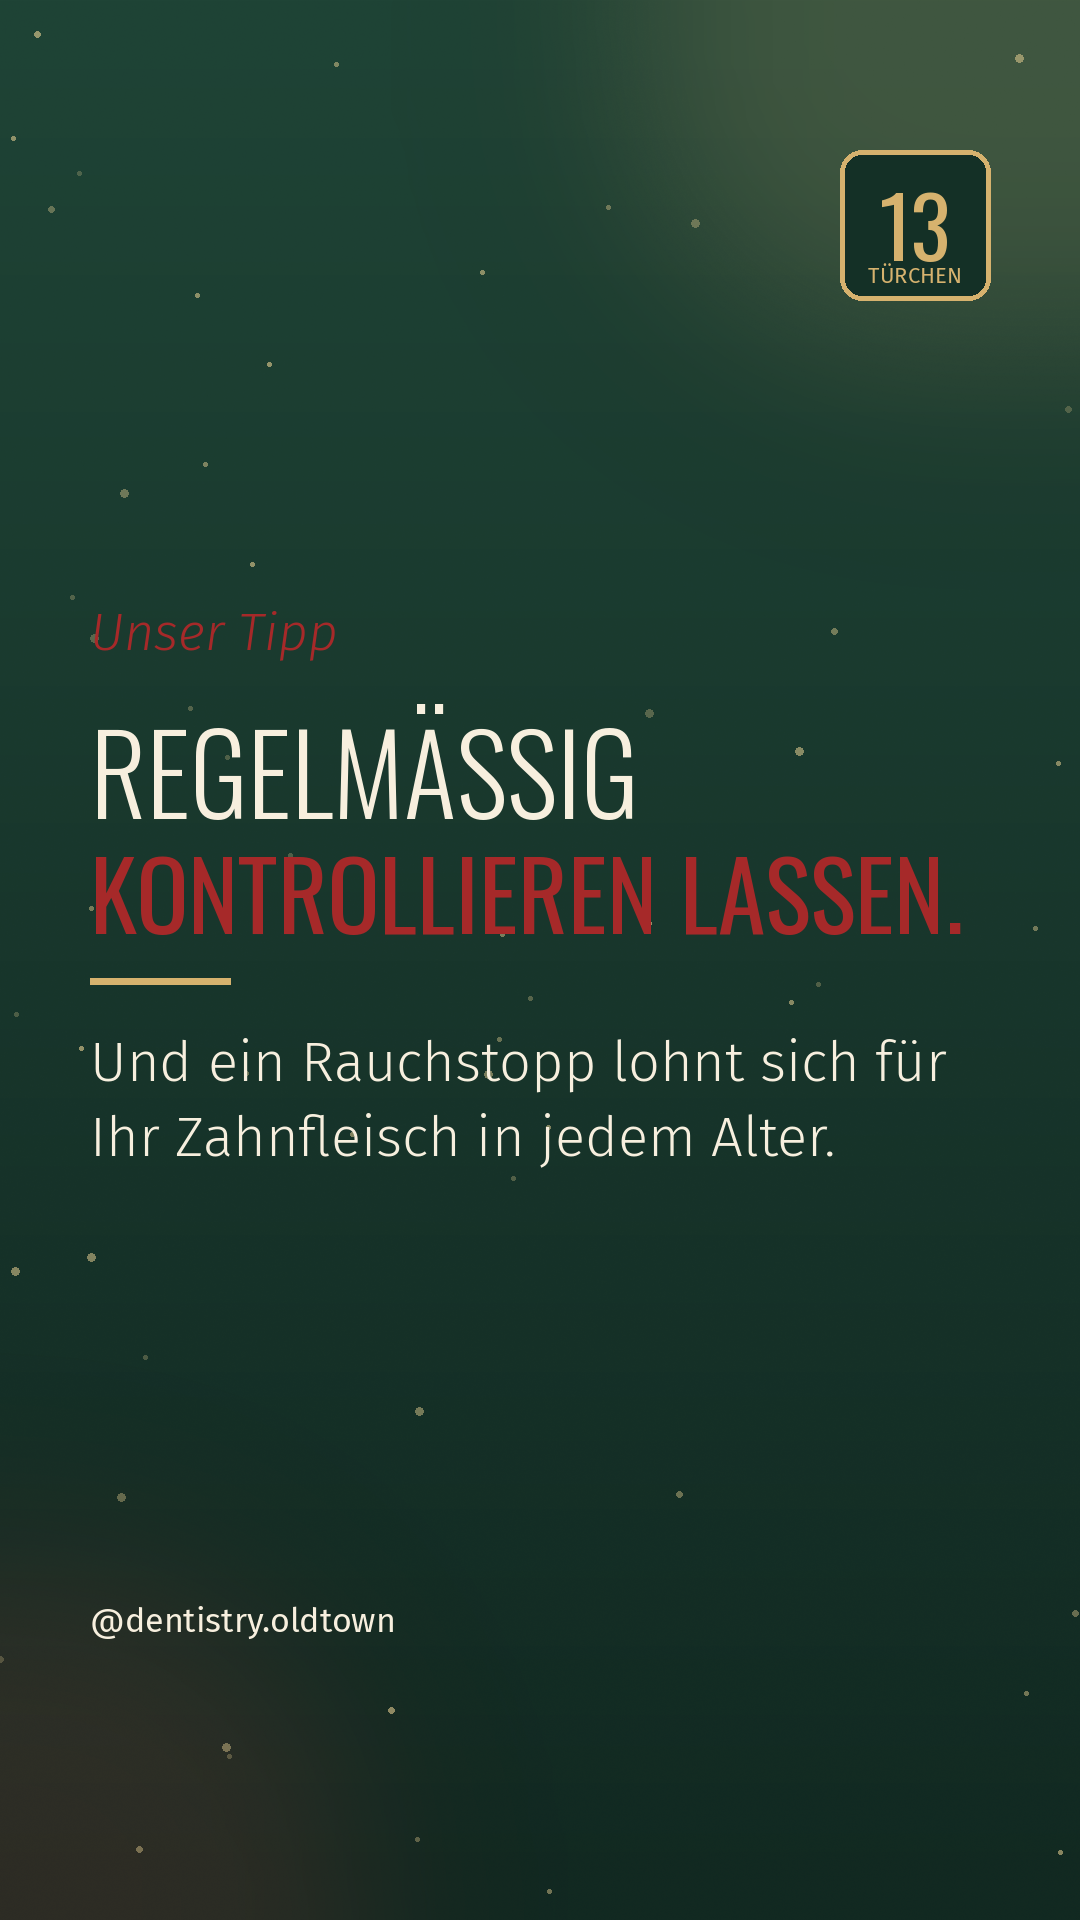 13
TÜRCHEN
Unser Tipp
REGELMÄSSIG
KONTROLLIEREN LASSEN.
Und ein Rauchstopp lohnt sich für
Ihr Zahnfleisch in jedem Alter.
@dentistry.oldtown